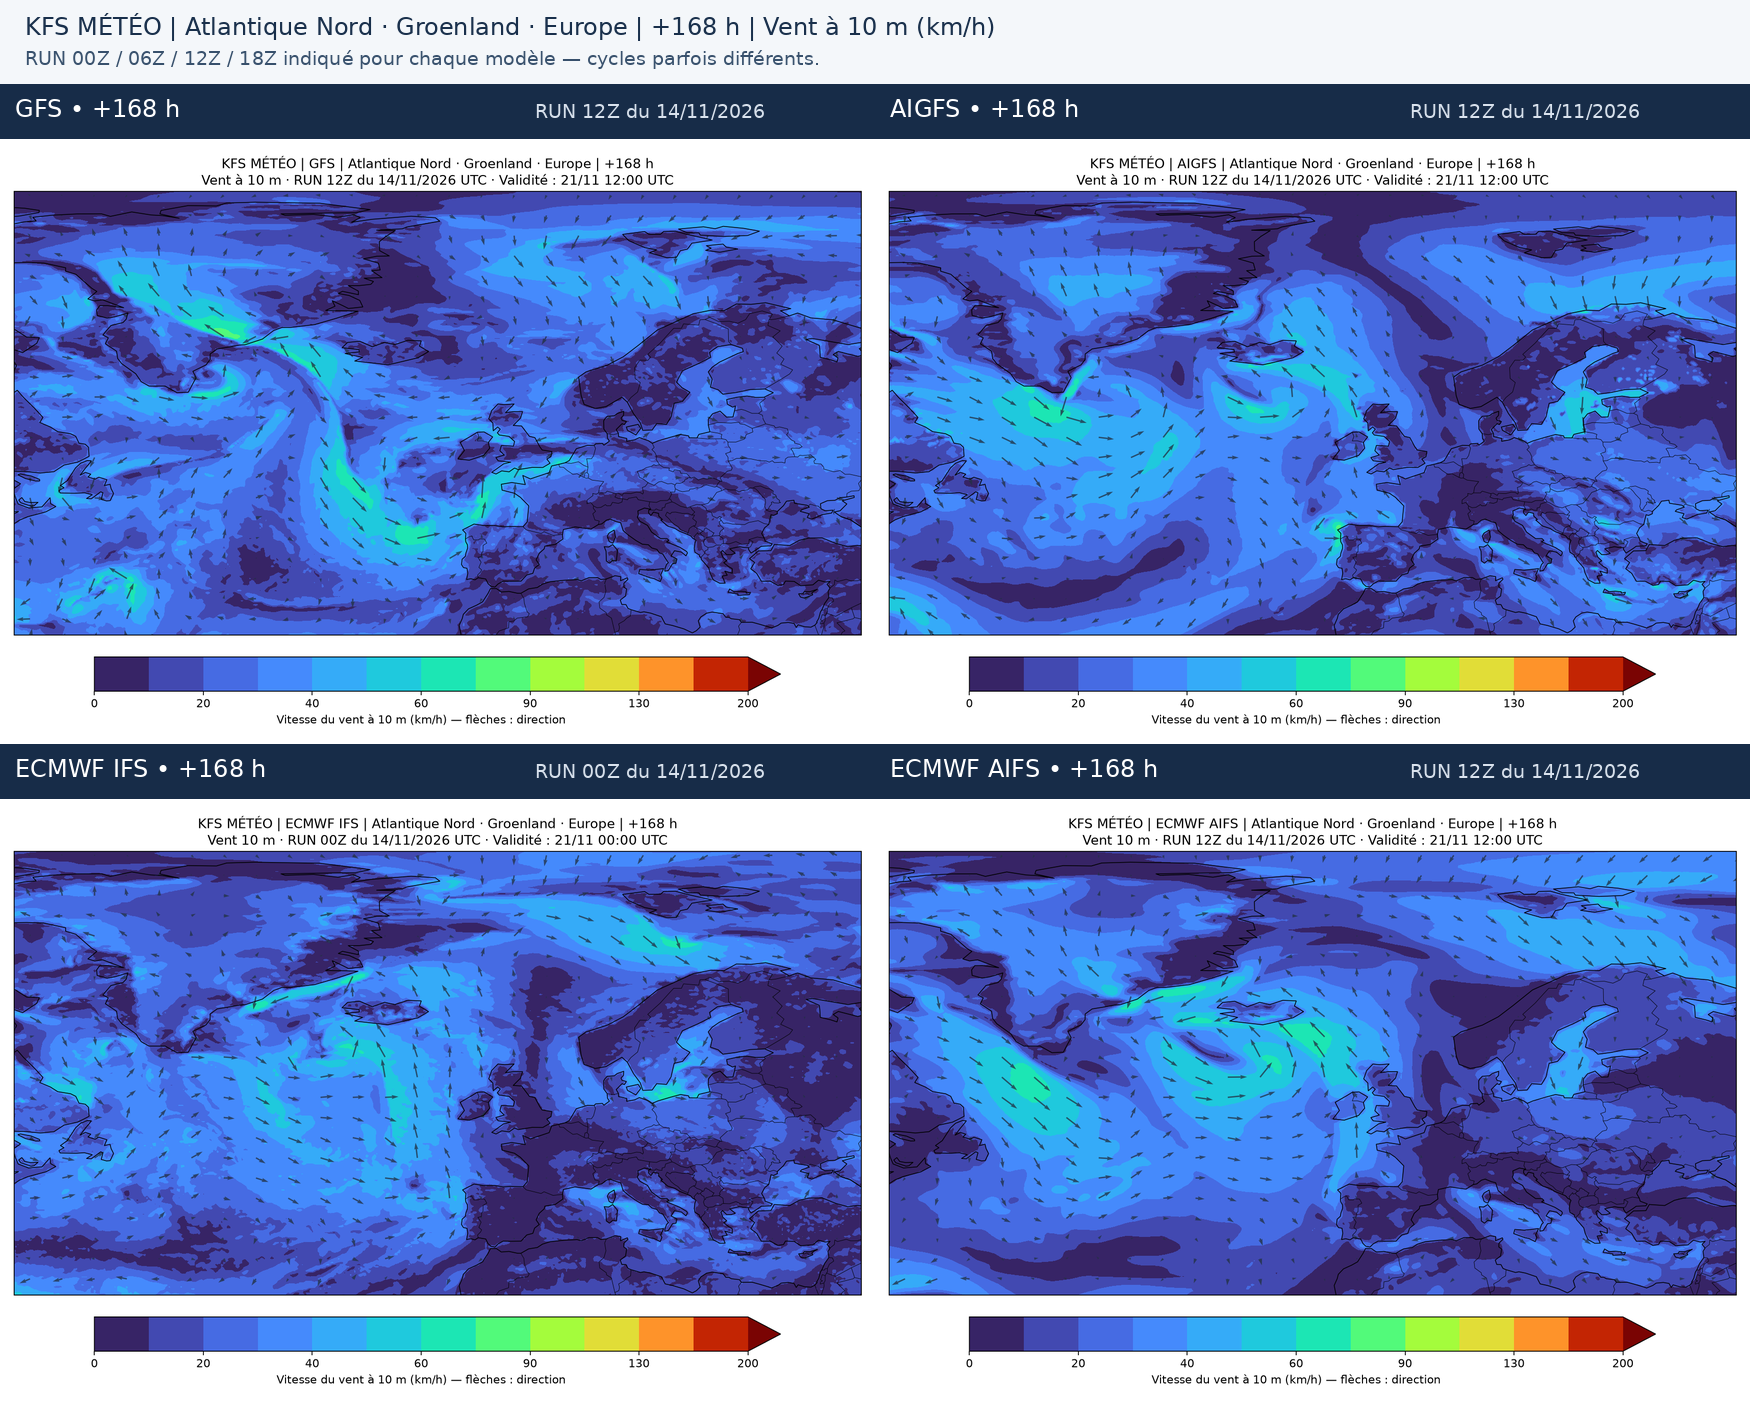 KFS MÉTÉO | Atlantique Nord · Groenland · Europe | +168 h | Vent à 10 m (km/h)
RUN 00Z / 06Z / 12Z / 18Z indiqué pour chaque modèle — cycles parfois différents.
GFS • +168 h
RUN 12Z du 14/11/2026
KFS MÉTÉO | GFS | Atlantique Nord · Groenland · Europe | +168 h
Vent à 10 m · RUN 12Z du 14/11/2026 UTC · Validité : 21/11 12:00 UTC
0 20 40 60 90 130 200
Vitesse du vent à 10 m (km/h) — flèches : direction
AIGFS • +168 h
RUN 12Z du 14/11/2026
KFS MÉTÉO | AIGFS | Atlantique Nord · Groenland · Europe | +168 h
Vent à 10 m · RUN 12Z du 14/11/2026 UTC · Validité : 21/11 12:00 UTC
0 20 40 60 90 130 200
Vitesse du vent à 10 m (km/h) — flèches : direction
ECMWF IFS • +168 h
RUN 00Z du 14/11/2026
KFS MÉTÉO | ECMWF IFS | Atlantique Nord · Groenland · Europe | +168 h
Vent 10 m · RUN 00Z du 14/11/2026 UTC · Validité : 21/11 00:00 UTC
0 20 40 60 90 130 200
Vitesse du vent à 10 m (km/h) — flèches : direction
ECMWF AIFS • +168 h
RUN 12Z du 14/11/2026
KFS MÉTÉO | ECMWF AIFS | Atlantique Nord · Groenland · Europe | +168 h
Vent 10 m · RUN 12Z du 14/11/2026 UTC · Validité : 21/11 12:00 UTC
0 20 40 60 90 130 200
Vitesse du vent à 10 m (km/h) — flèches : direction